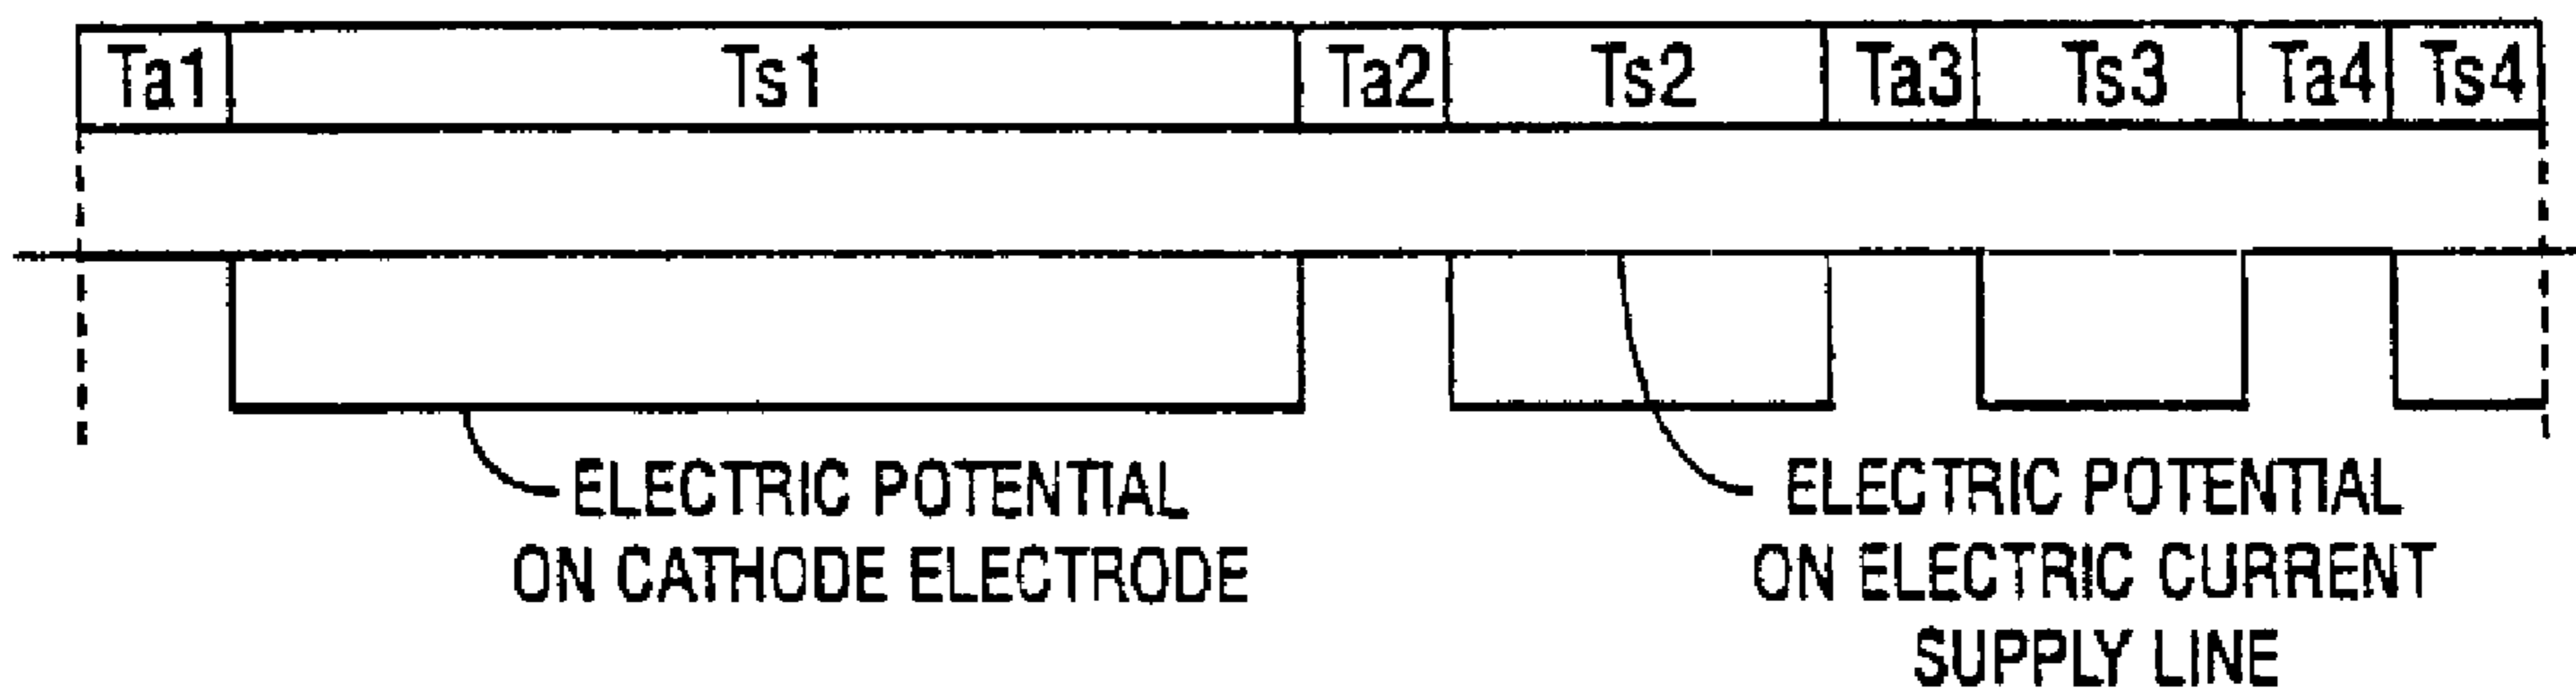 Ta1 Ts1 Ta2 Ts2 Ta3 Ts3 Ta4 Ts4
ELECTRIC POTENTIAL
ON CATHODE ELECTRODE
ELECTRIC POTENTIAL
ON ELECTRIC CURRENT
SUPPLY LINE